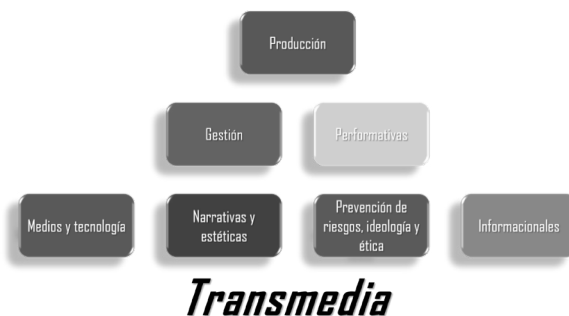 Producción
Gestión
Performativas
Medios y tecnología
Narrativas y
estéticas
Prevención de
riesgos, ideología y
ética
Informacionales
Transmedia